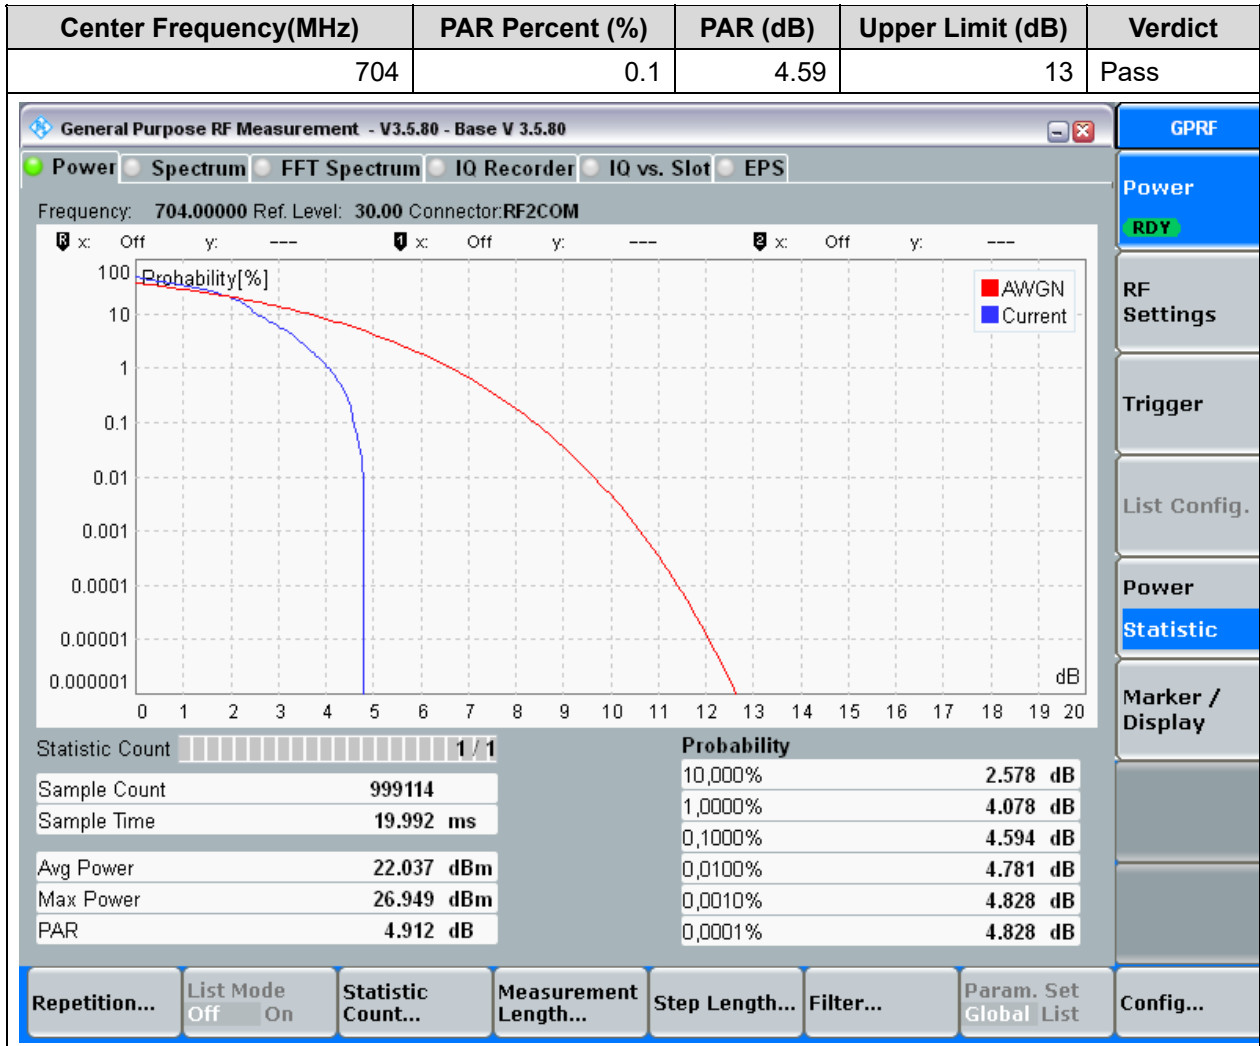 Center Frequency(MHz) PAR Percent (%) PAR (dB) Upper Limit (dB) Verdict
704 0.1 4.59 13 Pass
General Purpose RF Measurement - V3.5.80 - Base V 3.5.80
GPRF
Power Spectrum FFT Spectrum IQ Recorder IQ vs. Slot EPS
Frequency: 704.00000 Ref. Level: 30.00 Connector:RF2COM
R x: Off y: --- 1 x: Off y: --- 2 x: Off y: ---
Probability[%]
AWGN
Current
100
10
1
0.1
0.01
0.001
0.0001
0.00001
0.000001
dB
0 1 2 3 4 5 6 7 8 9 10 11 12 13 14 15 16 17 18 19 20
Statistic Count 1 / 1
Sample Count 999114
Sample Time 19.992 ms
Avg Power 22.037 dBm
Max Power 26.949 dBm
PAR 4.912 dB
Probability
10,000% 2.578 dB
1,0000% 4.078 dB
0,1000% 4.594 dB
0,0100% 4.781 dB
0,0010% 4.828 dB
0,0001% 4.828 dB
Power
RDY
RF
Settings
Trigger
List Config.
Power
Statistic
Marker /
Display
Repetition...
List Mode
Off On
Statistic
Count...
Measurement
Length...
Step Length...
Filter...
Param. Set
Global List
Config...